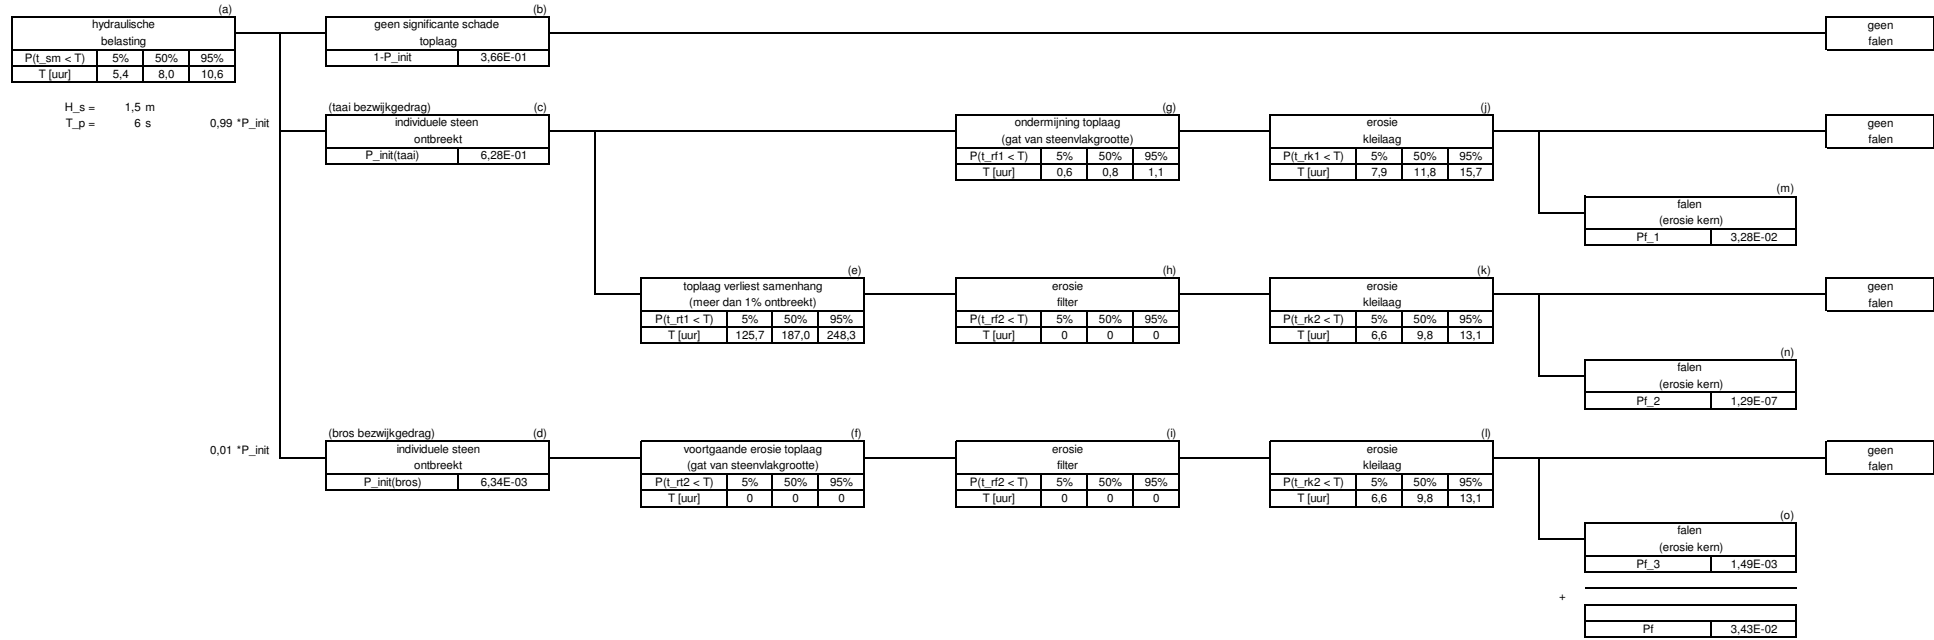 (a)
hydraulische
belasting
P(t_sm < T) 5% 50% 95%
T [uur] 5,4 8,0 10,6
H_s = 1,5 m
T_p = 6 s
(b)
geen significante schade
toplaag
1-P_init 3,66E-01
geen
falen
0,99 *P_init
(taai bezwijkgedrag) (c)
individuele steen
ontbreekt
P_init(taai) 6,28E-01
(g)
ondermijning toplaag
(gat van steenvlakgrootte)
P(t_rf1 < T) 5% 50% 95%
T [uur] 0,6 0,8 1,1
(j)
erosie
kleilaag
P(t_rk1 < T) 5% 50% 95%
T [uur] 7,9 11,8 15,7
geen
falen
(m)
falen
(erosie kern)
Pf_1 3,28E-02
(e)
toplaag verliest samenhang
(meer dan 1% ontbreekt)
P(t_rt1 < T) 5% 50% 95%
T [uur] 125,7 187,0 248,3
(h)
erosie
filter
P(t_rf2 < T) 5% 50% 95%
T [uur] 0 0 0
(k)
erosie
kleilaag
P(t_rk2 < T) 5% 50% 95%
T [uur] 6,6 9,8 13,1
geen
falen
(n)
falen
(erosie kern)
Pf_2 1,29E-07
0,01 *P_init
(bros bezwijkgedrag) (d)
individuele steen
ontbreekt
P_init(bros) 6,34E-03
(f)
voortgaande erosie toplaag
(gat van steenvlakgrootte)
P(t_rt2 < T) 5% 50% 95%
T [uur] 0 0 0
(i)
erosie
filter
P(t_rf2 < T) 5% 50% 95%
T [uur] 0 0 0
(l)
erosie
kleilaag
P(t_rk2 < T) 5% 50% 95%
T [uur] 6,6 9,8 13,1
geen
falen
(o)
falen
(erosie kern)
Pf_3 1,49E-03
+
Pf 3,43E-02